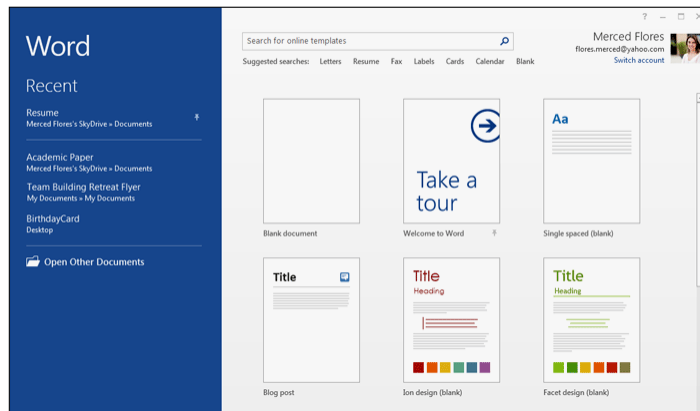 Word
Recent
Resume
Merced Flores's SkyDrive » Documents
Academic Paper
Merced Flores's SkyDrive » Documents
Team Building Retreat Flyer
My Documents » My Documents
BirthdayCard
Desktop
Open Other Documents
?
Search for online templates
Suggested searches: Letters Resume Fax Labels Cards Calendar Blank
Merced Flores
flores.merced@yahoo.com
Switch account
Take a
tour
Aa
Blank document
Welcome to Word
Single spaced (blank)
Title
Title
Heading
Title
Heading
Blog post
Ion design (blank)
Facet design (blank)